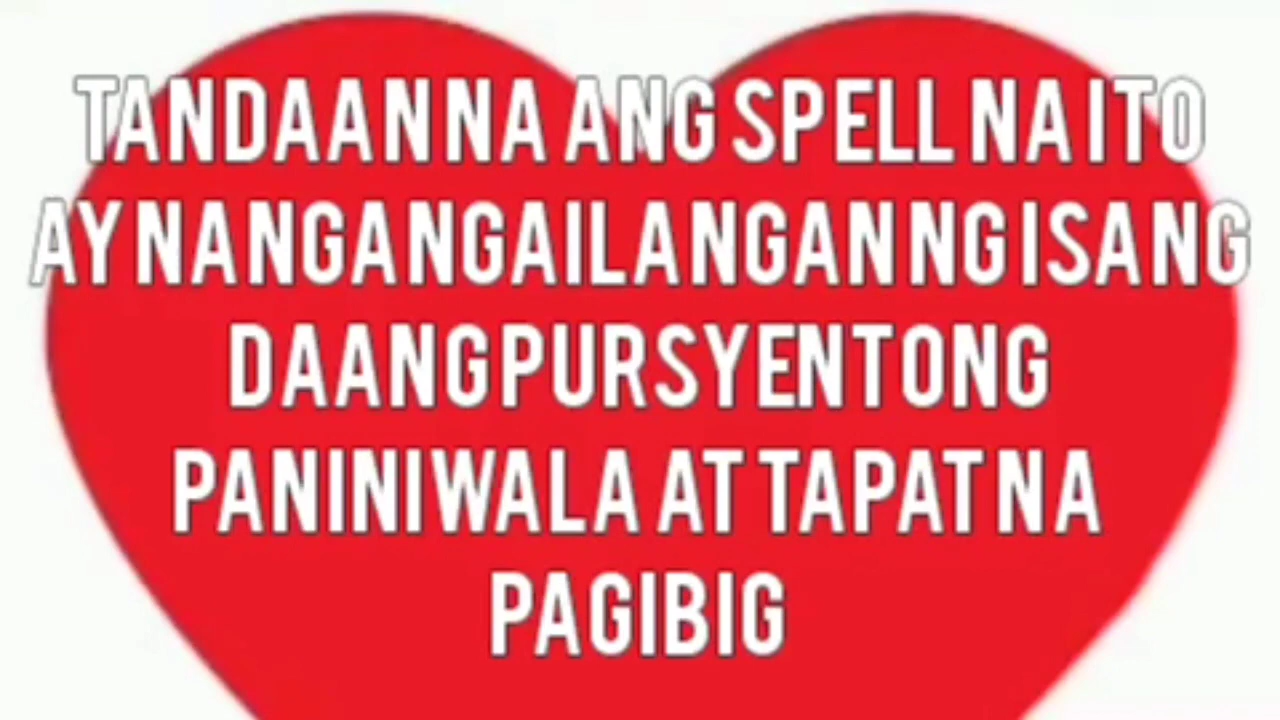 TANDAAN NA ANG SPELL NA ITO
AY NANGANGAILANGAN NG ISANG
DAANG PURSYENTONG
PANINIWALA AT TAPAT NA
PAGIBIG